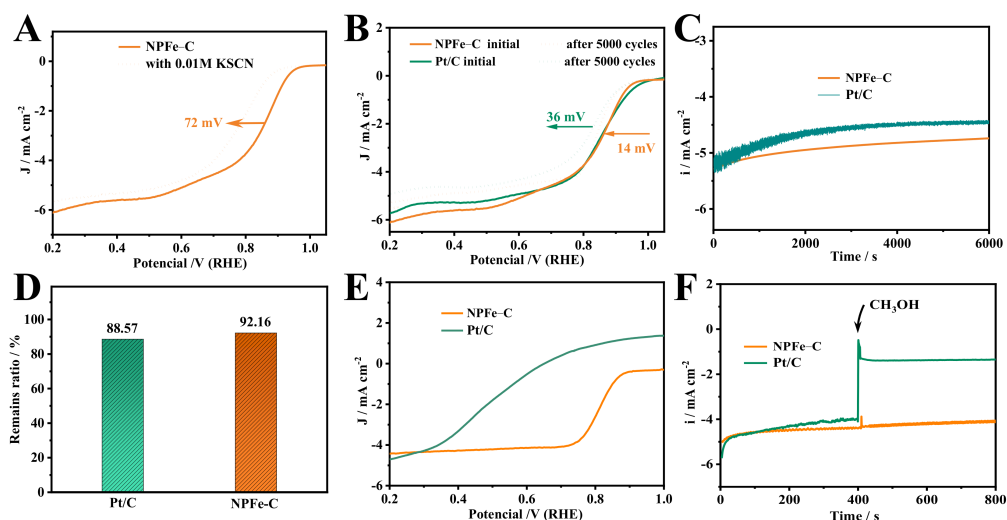 A
NPFe–C
with 0.01M KSCN
72 mV
J / mA cm⁻²
0
-2
-4
-6
0.2 0.4 0.6 0.8 1.0
Potencial /V (RHE)
B
NPFe–C initial after 5000 cycles
Pt/C initial after 5000 cycles
36 mV
14 mV
J / mA cm⁻²
4
2
0
-2
-4
-6
0.2 0.4 0.6 0.8 1.0
Potencial /V (RHE)
C
NPFe–C
Pt/C
i / mA cm⁻²
-3
-4
-5
-6
0 2000 4000 6000
Time / s
D
88.57
92.16
Remains ratio / %
100
80
60
40
20
0
Pt/C NPFe-C
E
NPFe–C
Pt/C
J / mA cm⁻²
4
2
0
-2
-4
-6
0.2 0.4 0.6 0.8 1.0
Potencial /V (RHE)
F
CH₃OH
NPFe–C
Pt/C
i / mA cm⁻²
2
0
-2
-4
-6
0 200 400 600 800
Time / s